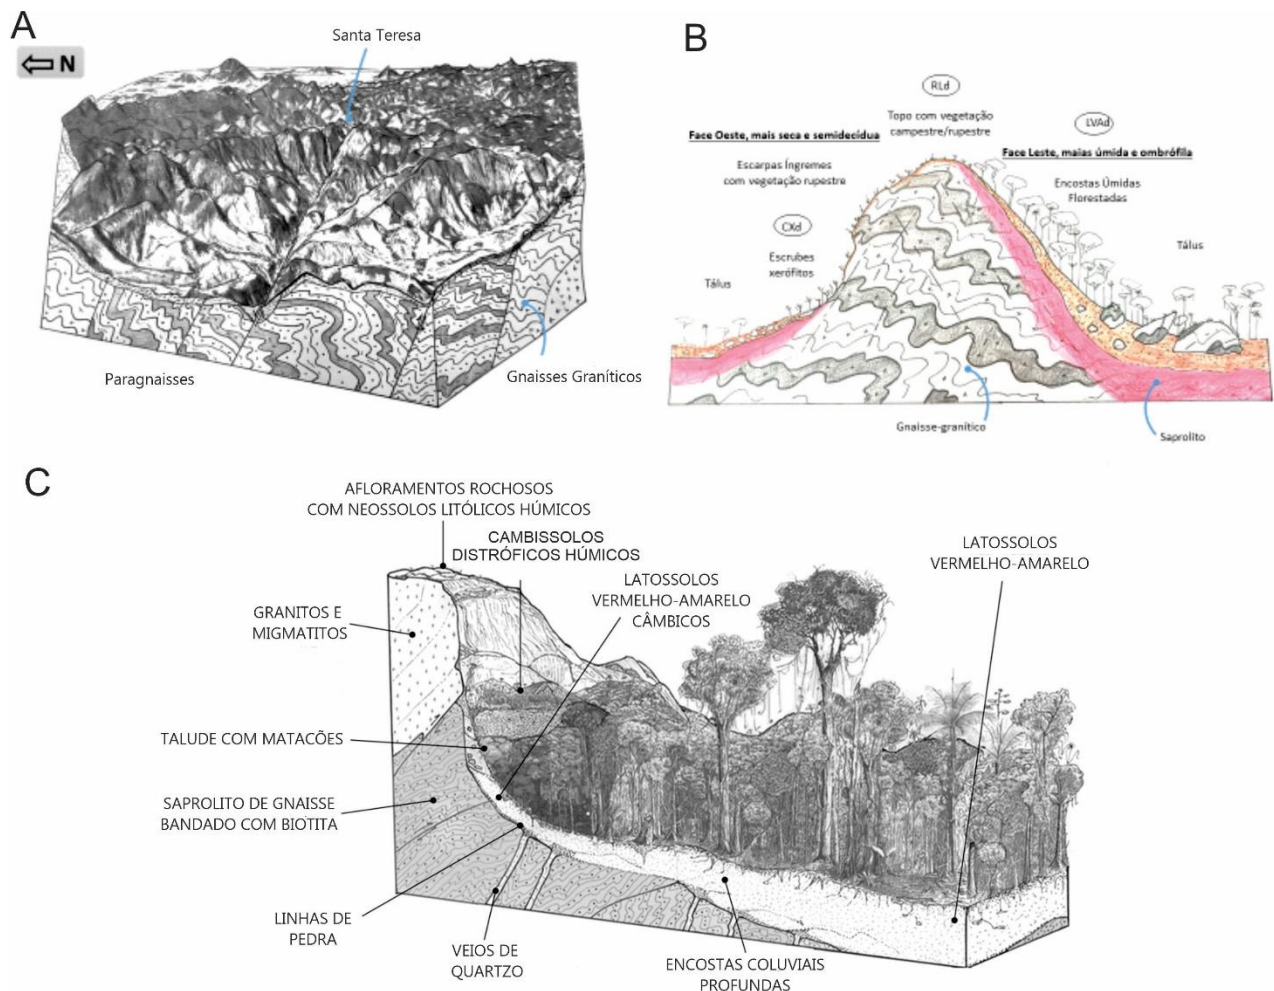 A
N
Santa Teresa
Paragnaisses
Gnaisses Graníticos
B
RLd
Topo com vegetação
campestre/rupestre
LVAd
Face Oeste, mais seca e semidecídua
Face Leste, maias úmida e ombrófila
Escarpas Íngremes
com vegetação rupestre
Encostas Úmidas
Florestadas
CXd
Escrubes
xerófitos
Tálus
Tálus
Gnaisse-granítico
Saprolito
C
AFLORAMENTOS ROCHOSOS
COM NEOSSOLOS LITÓLICOS HÚMICOS
CAMBISSOLOS
DISTRÓFICOS HÚMICOS
LATOSSOLOS
VERMELHO-AMARELO
CÂMBICOS
LATOSSOLOS
VERMELHO-AMARELO
GRANITOS E
MIGMATITOS
TALUDE COM MATACÕES
SAPROLITO DE GNAISSE
BANDADO COM BIOTITA
LINHAS DE
PEDRA
VEIOS DE
QUARTZO
ENCOSTAS COLUVIAIS
PROFUNDAS